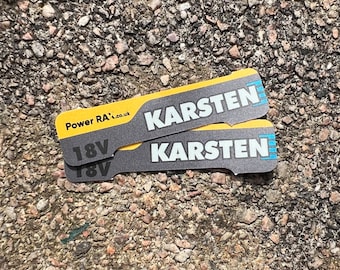 Power RA
.co.uk
KARSTEN
18V
KARSTEN
18V